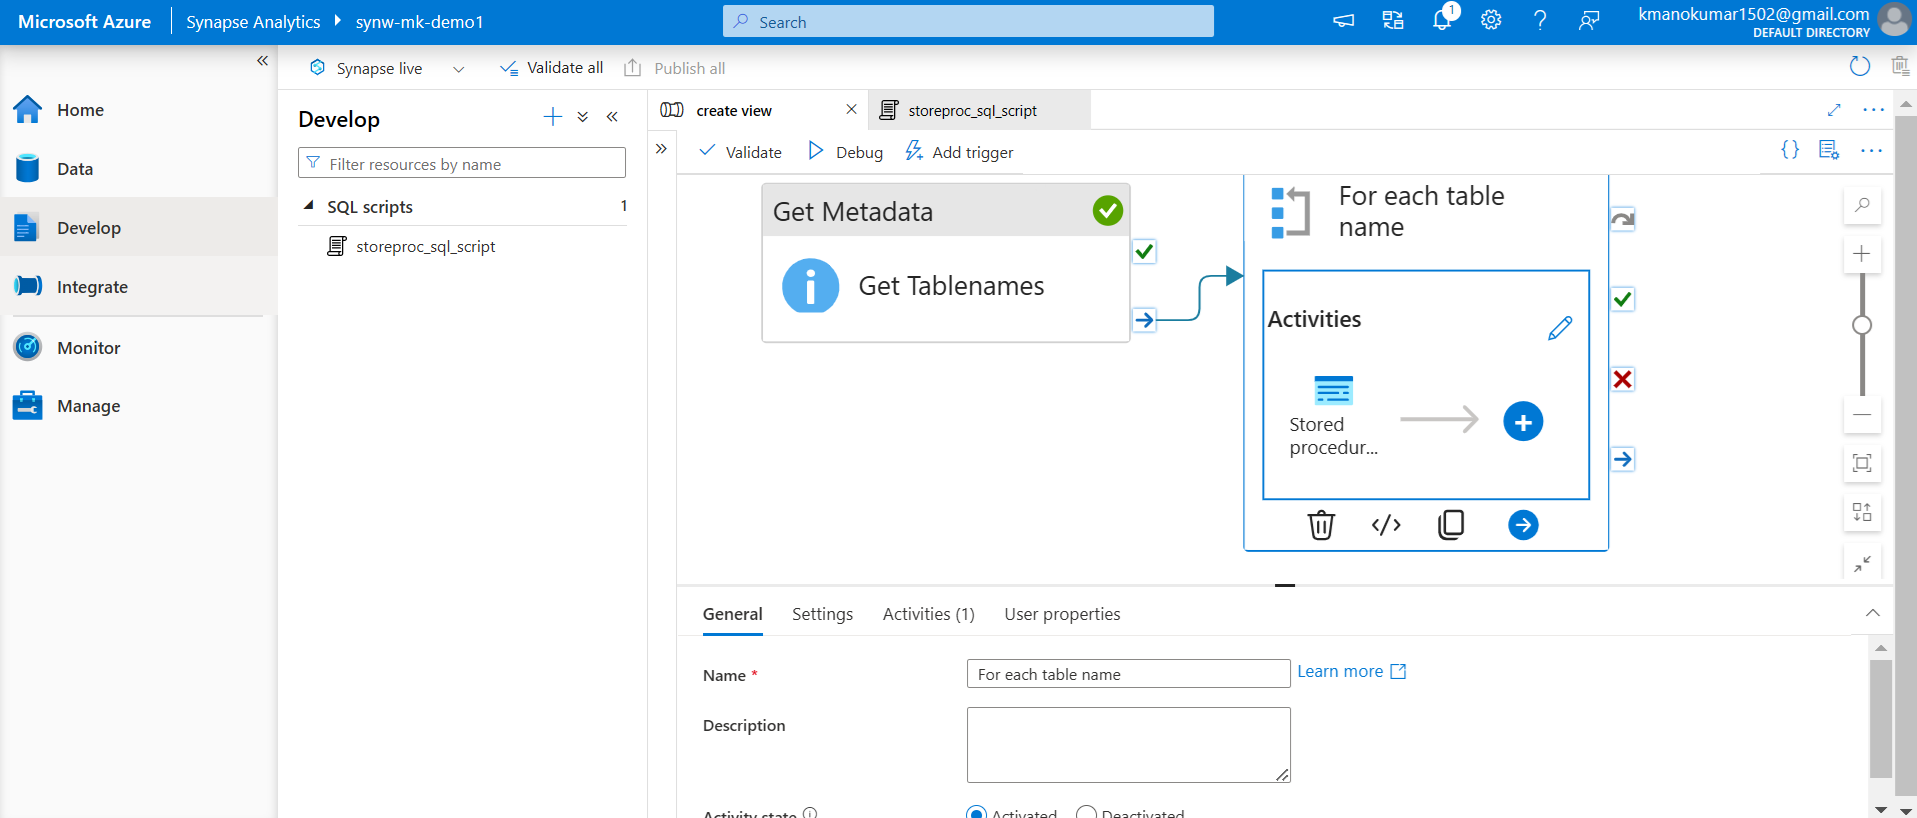 Microsoft Azure
Synapse Analytics
synw-mk-demo1
Search
1
kmanokumar1502@gmail.com
DEFAULT DIRECTORY
Synapse live
Validate all
Publish all
Home
Data
Develop
Integrate
Monitor
Manage
Develop
Filter resources by name
SQL scripts 1
storeproc_sql_script
create view
storeproc_sql_script
Validate
Debug
Add trigger
Get Metadata
Get Tablenames
For each table
name
Activities
Stored
procedur...
General
Settings
Activities (1)
User properties
Name *
For each table name
Learn more
Description
Activity state
Activated
Deactivated